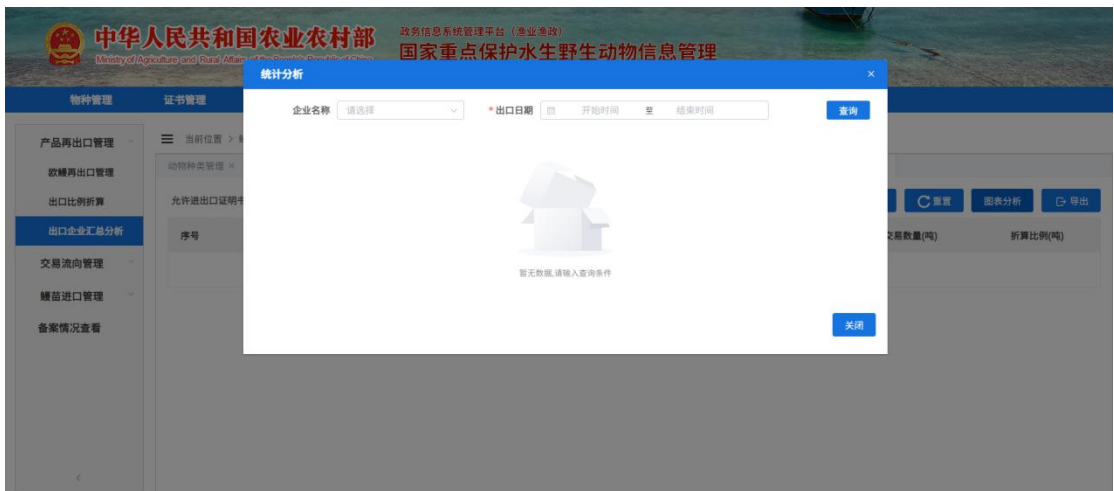 中华人民共和国农业农村部
政务信息系统管理平台（渔业渔政）
国家重点保护水生野生动物信息管理
统计分析 ×
物种管理 证书管理
企业名称 请选择 *出口日期 开始时间 至 结束时间 查询
产品再出口管理
当前位置 >
欧鳗再出口管理
动物种类管理 ×
出口比例折算
允许进出口证明书
重置 图表分析 导出
出口企业汇总分析
序号 交易数量(吨) 折算比例(吨)
交易流向管理
暂无数据,请输入查询条件
鳗苗进口管理
备案情况查看
关闭